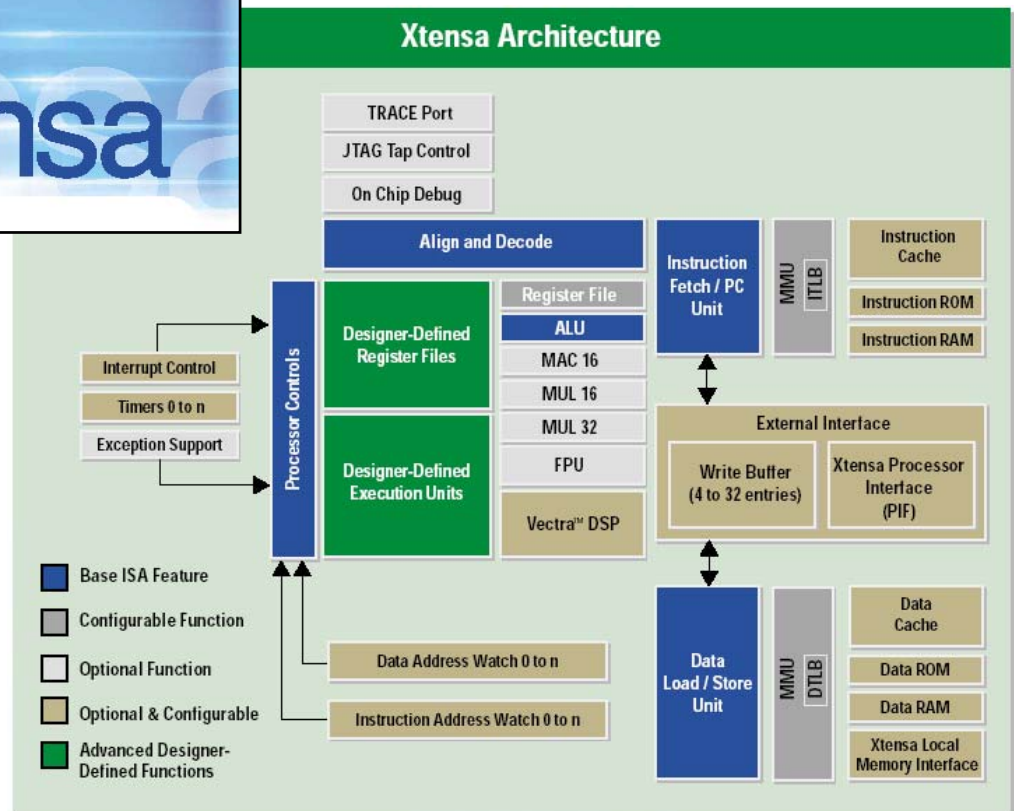 Xtensa Architecture
nsa
TRACE Port
JTAG Tap Control
On Chip Debug
Align and Decode
Instruction
Fetch / PC
Unit
MMU
ITLB
Instruction
Cache
Instruction ROM
Instruction RAM
Processor Controls
Designer-Defined
Register Files
Register File
ALU
MAC 16
MUL 16
MUL 32
FPU
Vectra™ DSP
Designer-Defined
Execution Units
Interrupt Control
Timers 0 to n
Exception Support
External Interface
Write Buffer
(4 to 32 entries)
Xtensa Processor
Interface
(PIF)
Base ISA Feature
Configurable Function
Optional Function
Optional & Configurable
Advanced Designer-
Defined Functions
Data Address Watch 0 to n
Instruction Address Watch 0 to n
Data
Load / Store
Unit
MMU
DTLB
Data
Cache
Data ROM
Data RAM
Xtensa Local
Memory Interface